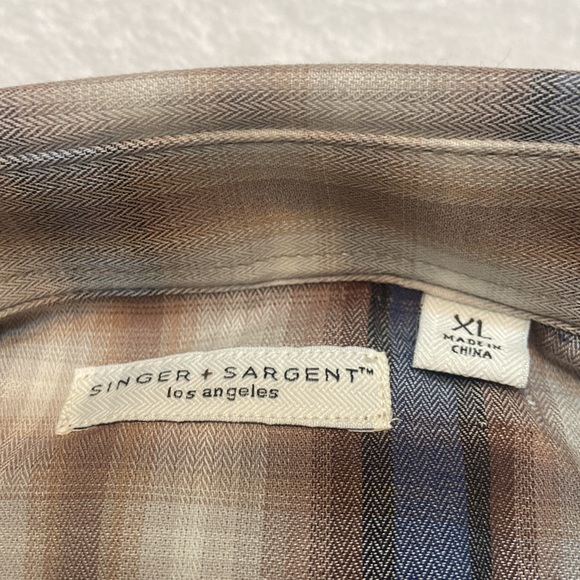 SINGER + SARGENT™
los angeles
XL
MADE IN
CHINA